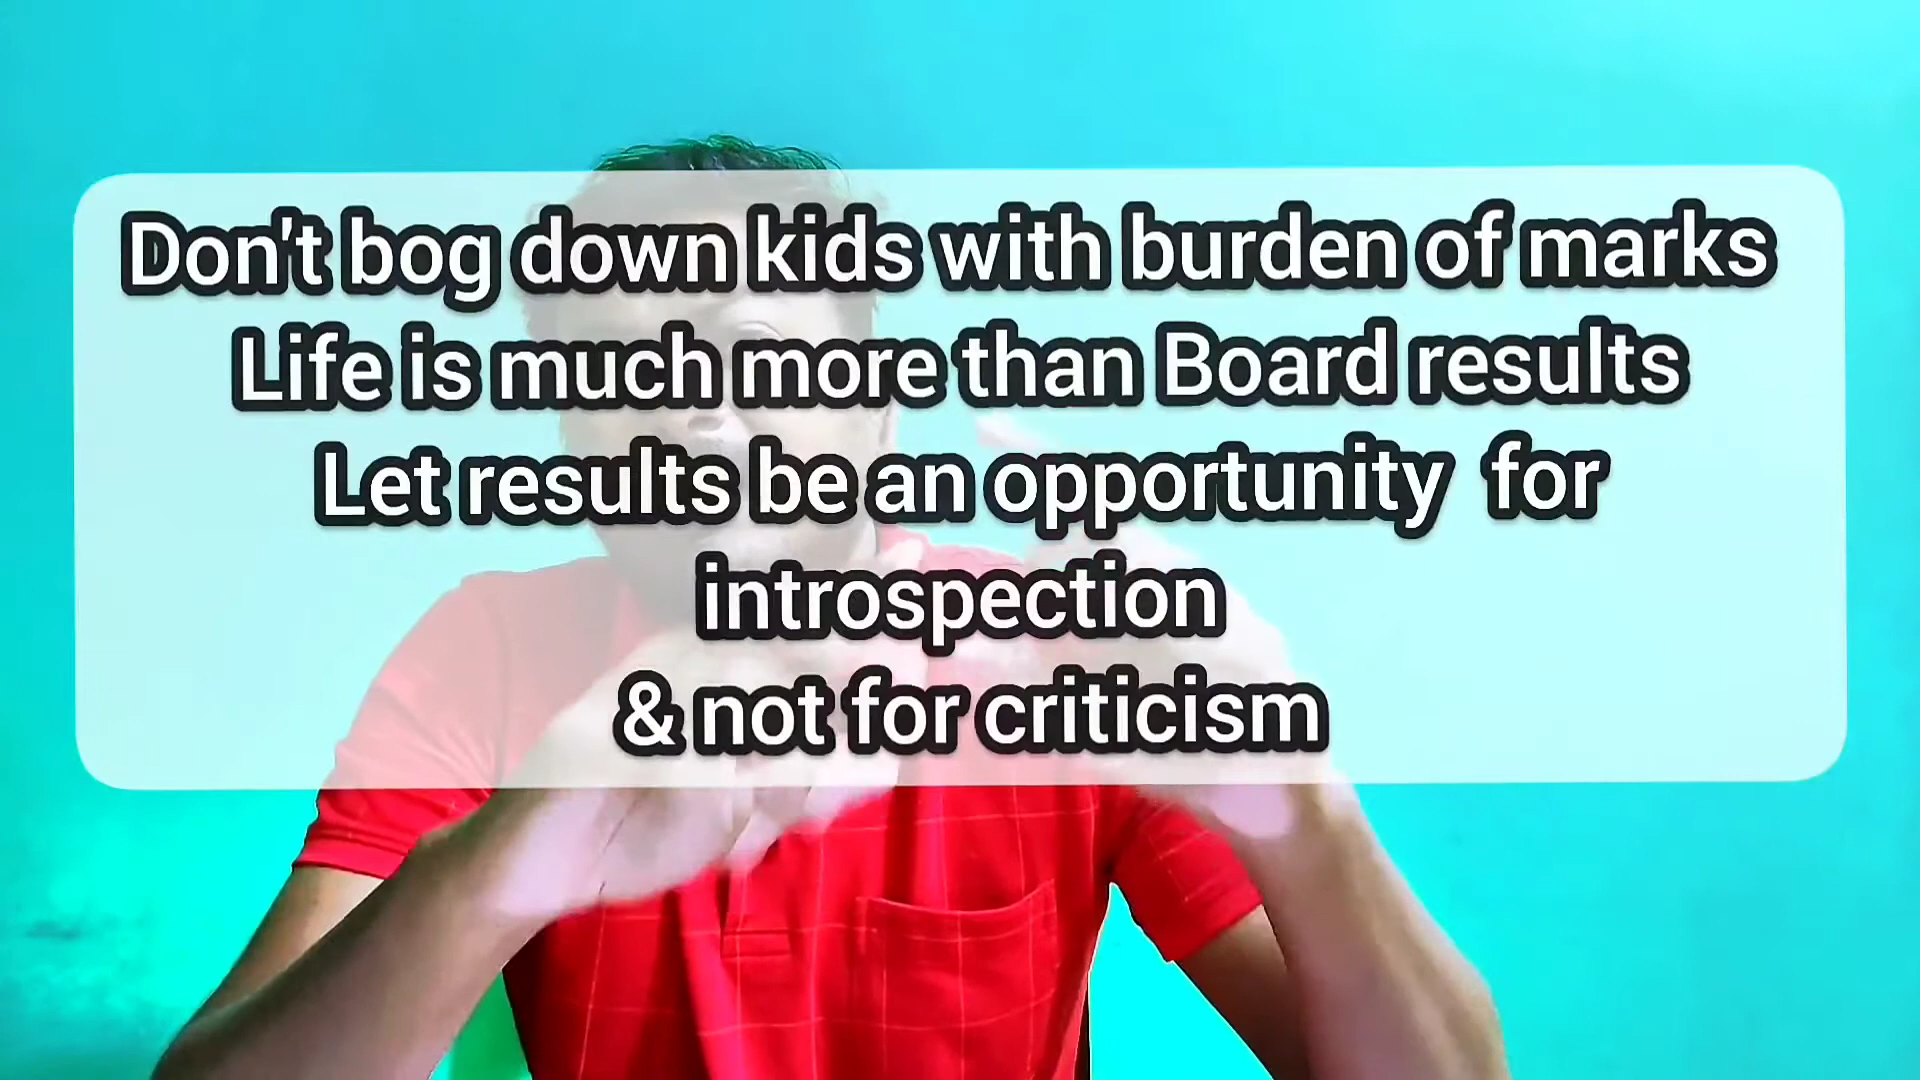 Don't bog down kids with burden of marks
Life is much more than Board results
Let results be an opportunity for
introspection
& not for criticism